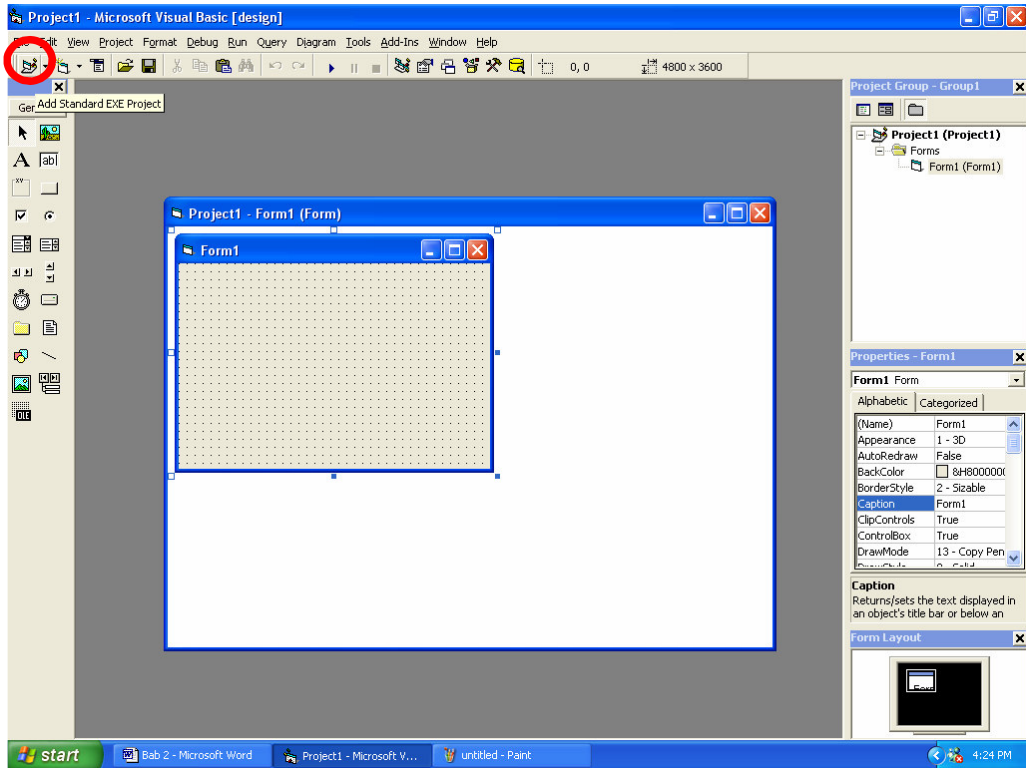 Project1 - Microsoft Visual Basic [design]
Edit View Project Format Debug Run Query Diagram Tools Add-Ins Window Help
0, 0
4800 x 3600
Add Standard EXE Project
A
ab
xv
OLE
Project1 - Form1 (Form)
Form1
Project Group - Group1
Project1 (Project1)
Forms
Form1 (Form1)
Properties - Form1
Form1 Form
Alphabetic Categorized
(Name) Form1
Appearance 1 - 3D
AutoRedraw False
BackColor &H8000000
BorderStyle 2 - Sizable
Caption Form1
ClipControls True
ControlBox True
DrawMode 13 - Copy Pen
Caption
Returns/sets the text displayed in
an object's title bar or below an
Form Layout
start
Bab 2 - Microsoft Word
Project1 - Microsoft V...
untitled - Paint
4:24 PM